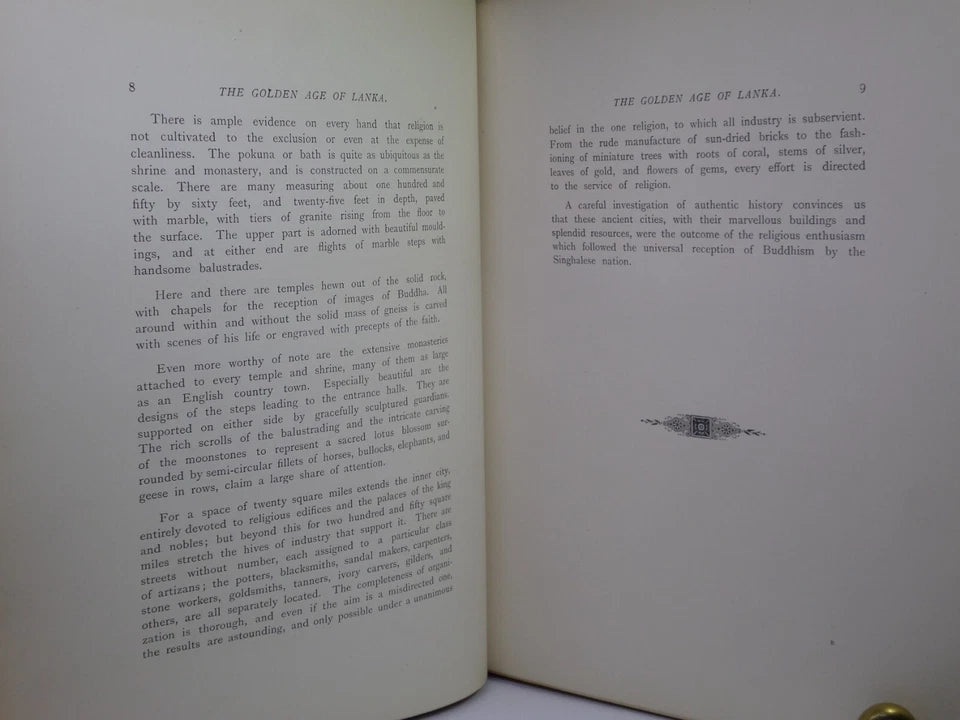 8
THE GOLDEN AGE OF LANKA.
There is ample evidence on every hand that religion is
not cultivated to the exclusion or even at the expense of
cleanliness. The pokuna or bath is quite as ubiquitous as the
shrine and monastery, and is constructed on a commensurate
scale. There are many measuring about one hundred and
fifty by sixty feet, and twenty-five feet in depth, paved
with marble, with tiers of granite rising from the floor to
the surface. The upper part is adorned with beautiful mould-
ings, and at either end are flights of marble steps with
handsome balustrades.
Here and there are temples hewn out of the solid rock,
with chapels for the reception of images of Buddha. All
around within and without the solid mass of gneiss is carved
with scenes of his life or engraved with precepts of the faith.
Even more worthy of note are the extensive monasteries
attached to every temple and shrine, many of them as large
as an English country town. Especially beautiful are the
designs of the steps leading to the entrance halls. They are
supported on either side by gracefully sculptured guardians.
The rich scrolls of the balustrading and the intricate carving
of the moonstones to represent a sacred lotus blossom sur-
rounded by semi-circular fillets of horses, bullocks, elephants, and
geese in rows, claim a large share of attention.
For a space of twenty square miles extends the inner city,
entirely devoted to religious edifices and the palaces of the king
and nobles; but beyond this for two hundred and fifty square
miles stretch the hives of industry that support it. There are
streets without number, each assigned to a particular class
of artizans; the potters, blacksmiths, sandal makers, carpenters,
stone workers, goldsmiths, tanners, ivory carvers, gilders, and
others, are all separately located. The completeness of organi-
zation is thorough, and even if the aim is a misdirected one,
the results are astounding, and only possible under a unanimous
THE GOLDEN AGE OF LANKA.
9
belief in the one religion, to which all industry is subservient.
From the rude manufacture of sun-dried bricks to the fash-
ioning of miniature trees with roots of coral, stems of silver,
leaves of gold, and flowers of gems, every effort is directed
to the service of religion.
A careful investigation of authentic history convinces us
that these ancient cities, with their marvellous buildings and
splendid resources, were the outcome of the religious enthusiasm
which followed the universal reception of Buddhism by the
Singhalese nation.